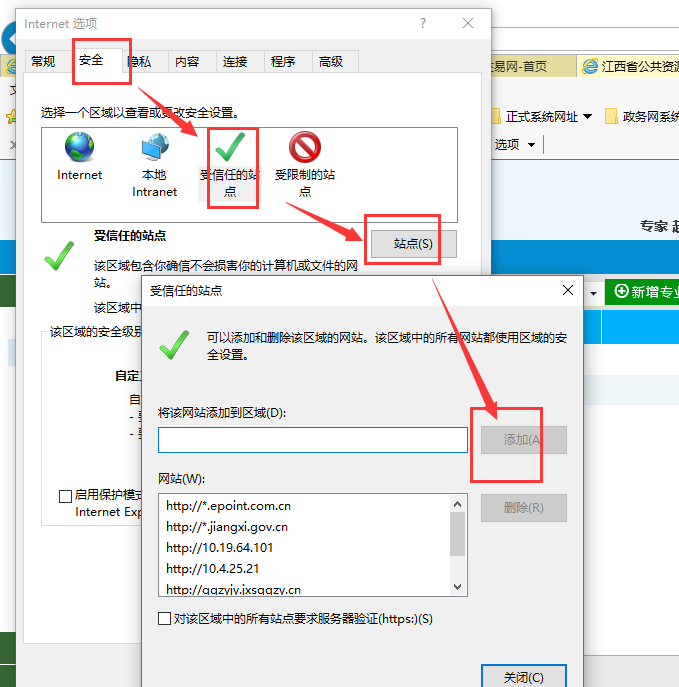 Internet 选项
?
常规 安全 隐私 内容 连接 程序 高级
易网-首页
江西省公共资源
正式系统网址
政务网系统
选项
选择一个区域以查看或更改安全设置。
Internet
本地
Intranet
受信任的站
点
受限制的站
点
专家
受信任的站点
站点(S)
该区域包含你确信不会损害你的计算机或文件的网
站。
该区域中
该区域的安全级别
自定
启用保护模式
Internet Exp
新增专业
受信任的站点
可以添加和删除该区域的网站。该区域中的所有网站都使用区域的安
全设置。
将该网站添加到区域(D):
添加(A
网站(W):
http://*.epoint.com.cn
http://*.jiangxi.gov.cn
http://10.19.64.101
http://10.4.25.21
http://ggzyjy.jxsggzy.cn
删除(R)
对该区域中的所有站点要求服务器验证(https:)(S)
关闭(C)